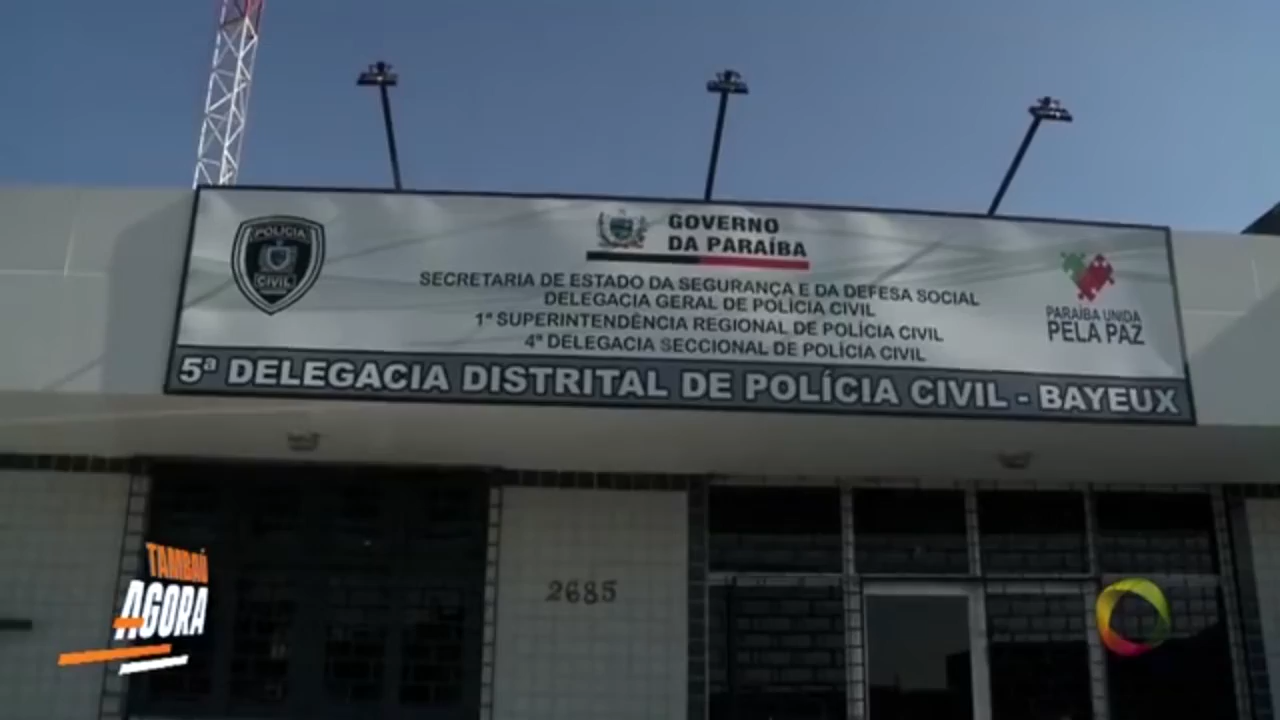 POLÍCIA
CIVIL
GOVERNO
DA PARAÍBA
SECRETARIA DE ESTADO DA SEGURANÇA E DA DEFESA SOCIAL
DELEGACIA GERAL DE POLÍCIA CIVIL
1ª SUPERINTENDÊNCIA REGIONAL DE POLÍCIA CIVIL
4ª DELEGACIA SECCIONAL DE POLÍCIA CIVIL
PARAÍBA UNIDA
PELA PAZ
5ª DELEGACIA DISTRITAL DE POLÍCIA CIVIL - BAYEUX
2685
TAMBAÚ
AGORA